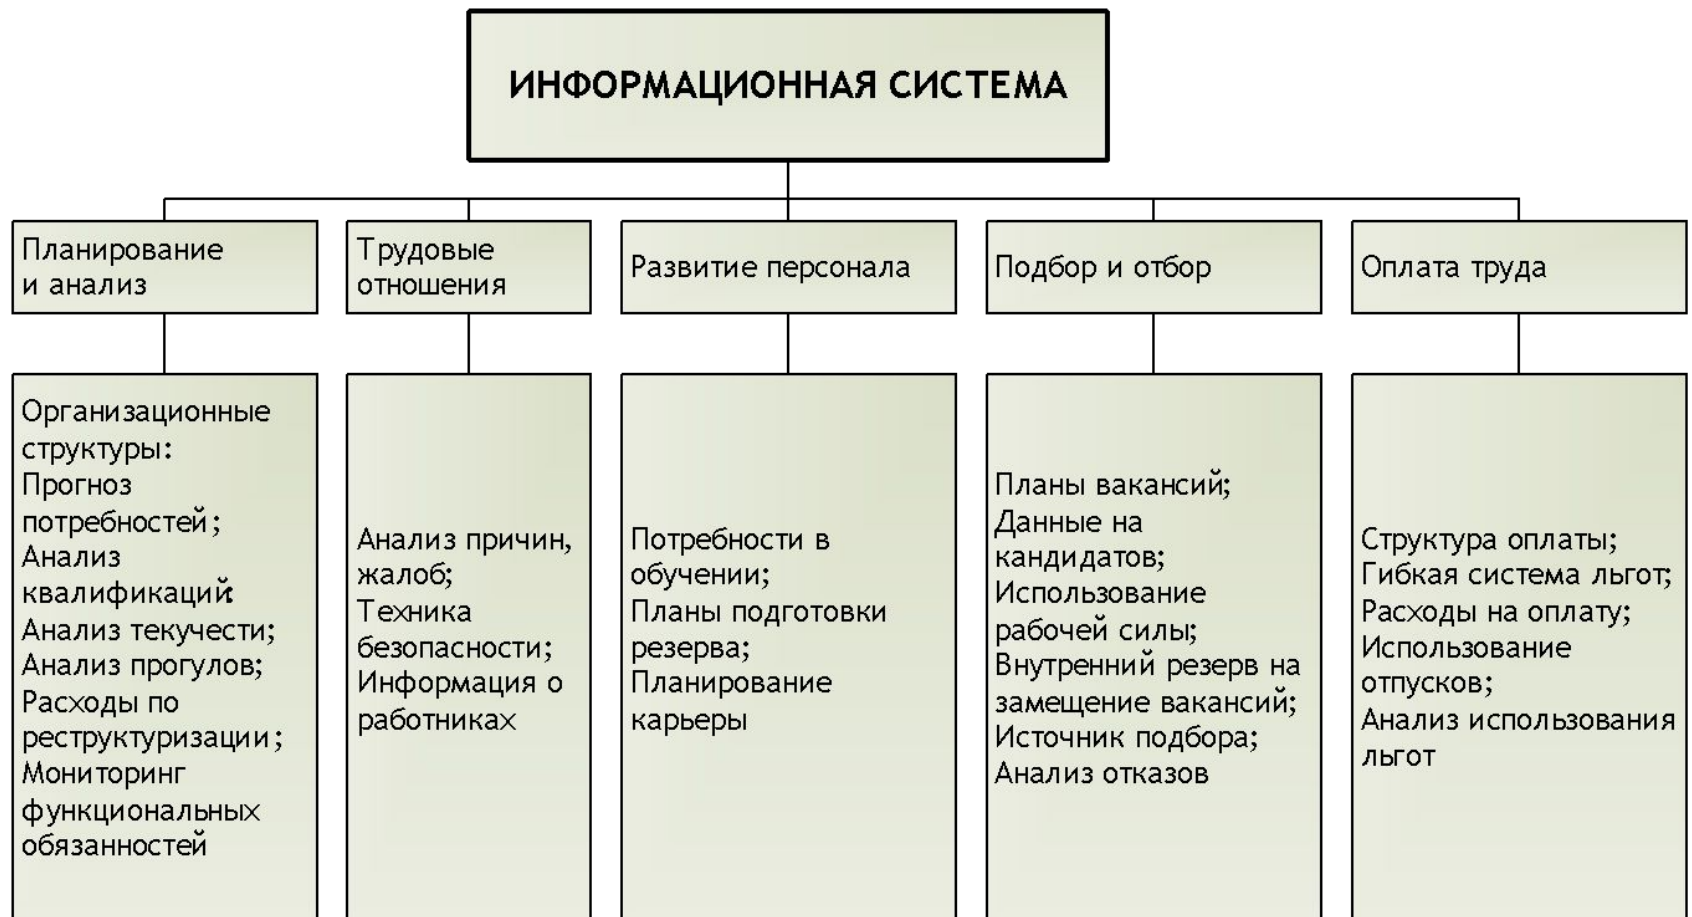 ИНФОРМАЦИОННАЯ СИСТЕМА
Планирование
и анализ
Трудовые
отношения
Развитие персонала
Подбор и отбор
Оплата труда
Организационные
структуры:
Прогноз
потребностей;
Анализ
квалификаций:
Анализ текучести;
Анализ прогулов;
Расходы по
реструктуризации;
Мониторинг
функциональных
обязанностей
Анализ причин,
жалоб;
Техника
безопасности;
Информация о
работниках
Потребности в
обучении;
Планы подготовки
резерва;
Планирование
карьеры
Планы вакансий;
Данные на
кандидатов;
Использование
рабочей силы;
Внутренний резерв на
замещение вакансий;
Источник подбора;
Анализ отказов
Структура оплаты;
Гибкая система льгот;
Расходы на оплату;
Использование
отпусков;
Анализ использования
льгот